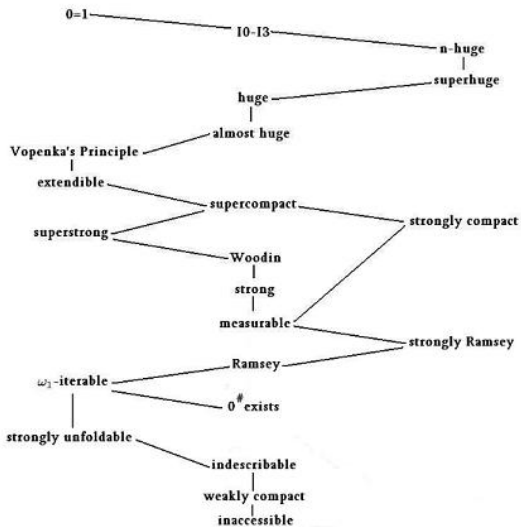 0=1
I0-I3
n-huge
superhuge
huge
almost huge
Vopenka's Principle
extendible
supercompact
strongly compact
superstrong
Woodin
strong
measurable
strongly Ramsey
Ramsey
ω₁-iterable
0# exists
strongly unfoldable
indescribable
weakly compact
inaccessible